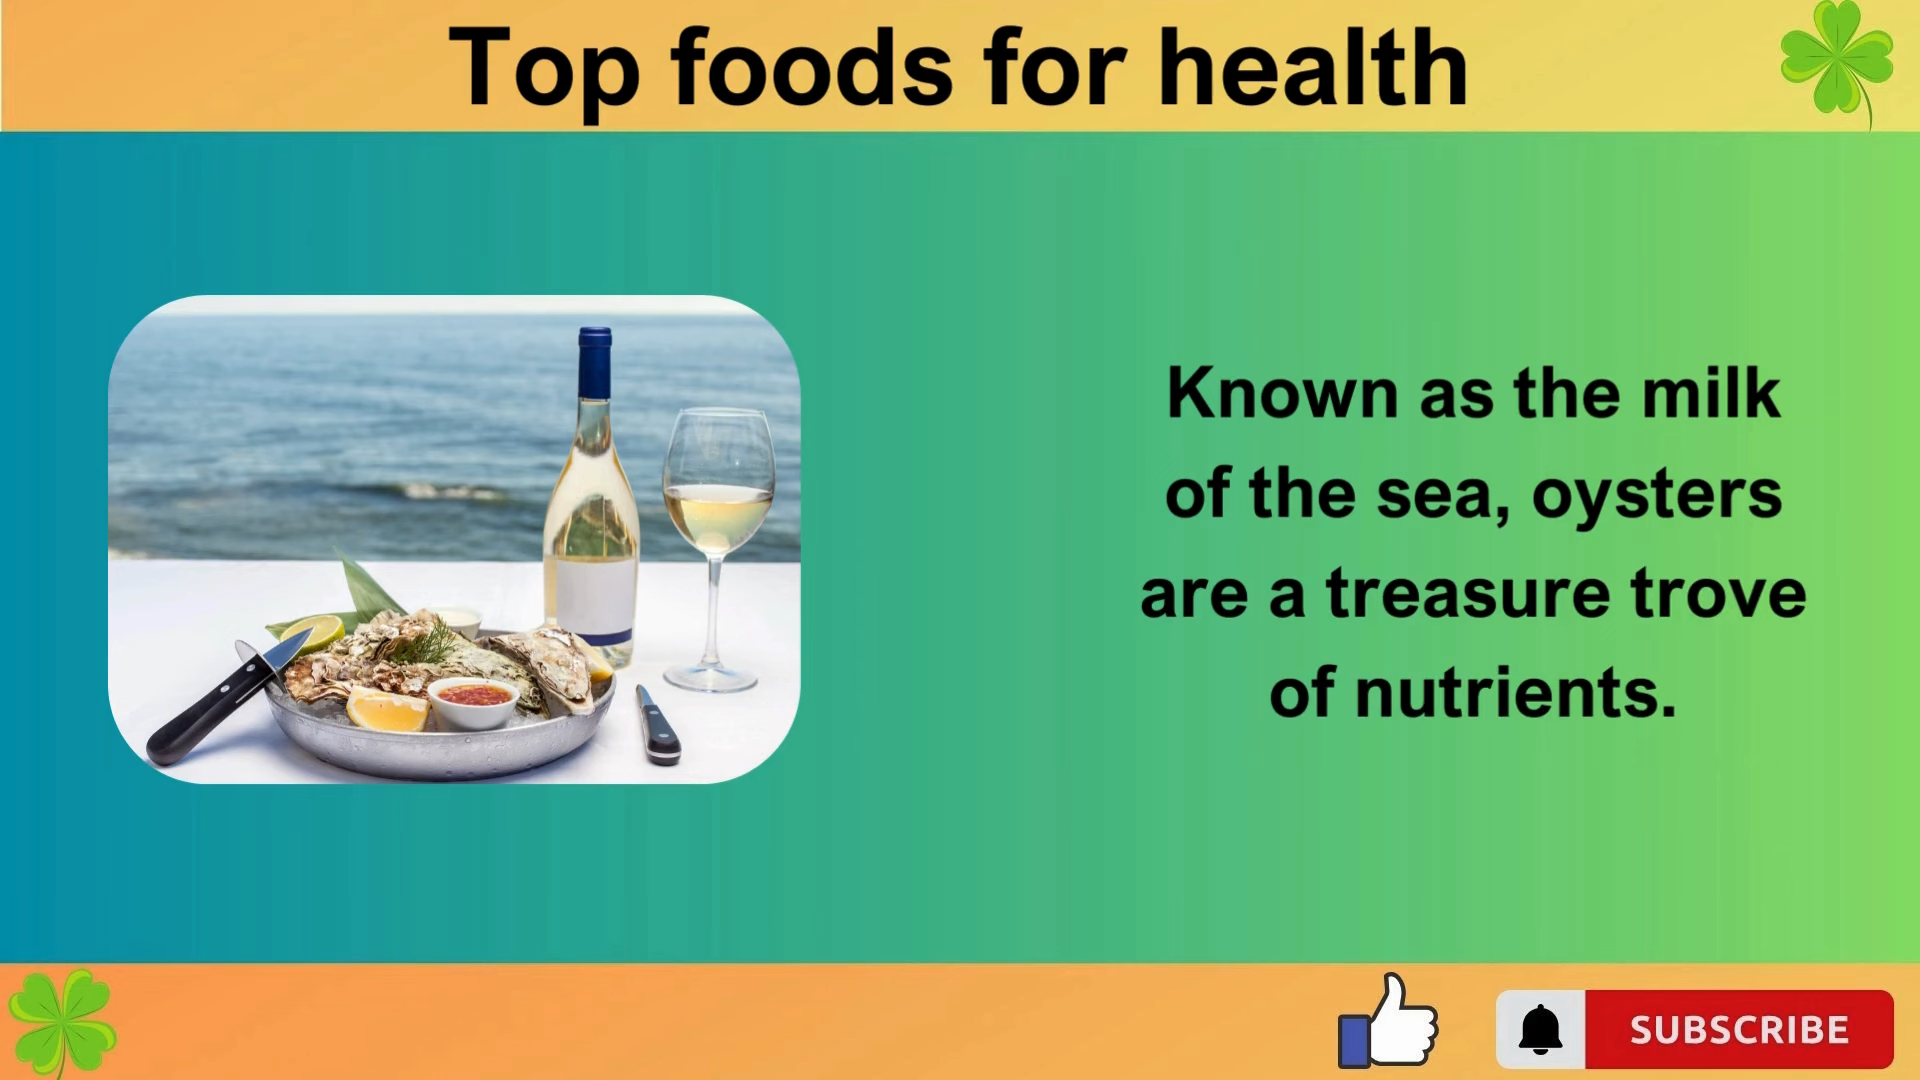 Top foods for health
Known as the milk
of the sea, oysters
are a treasure trove
of nutrients.
SUBSCRIBE